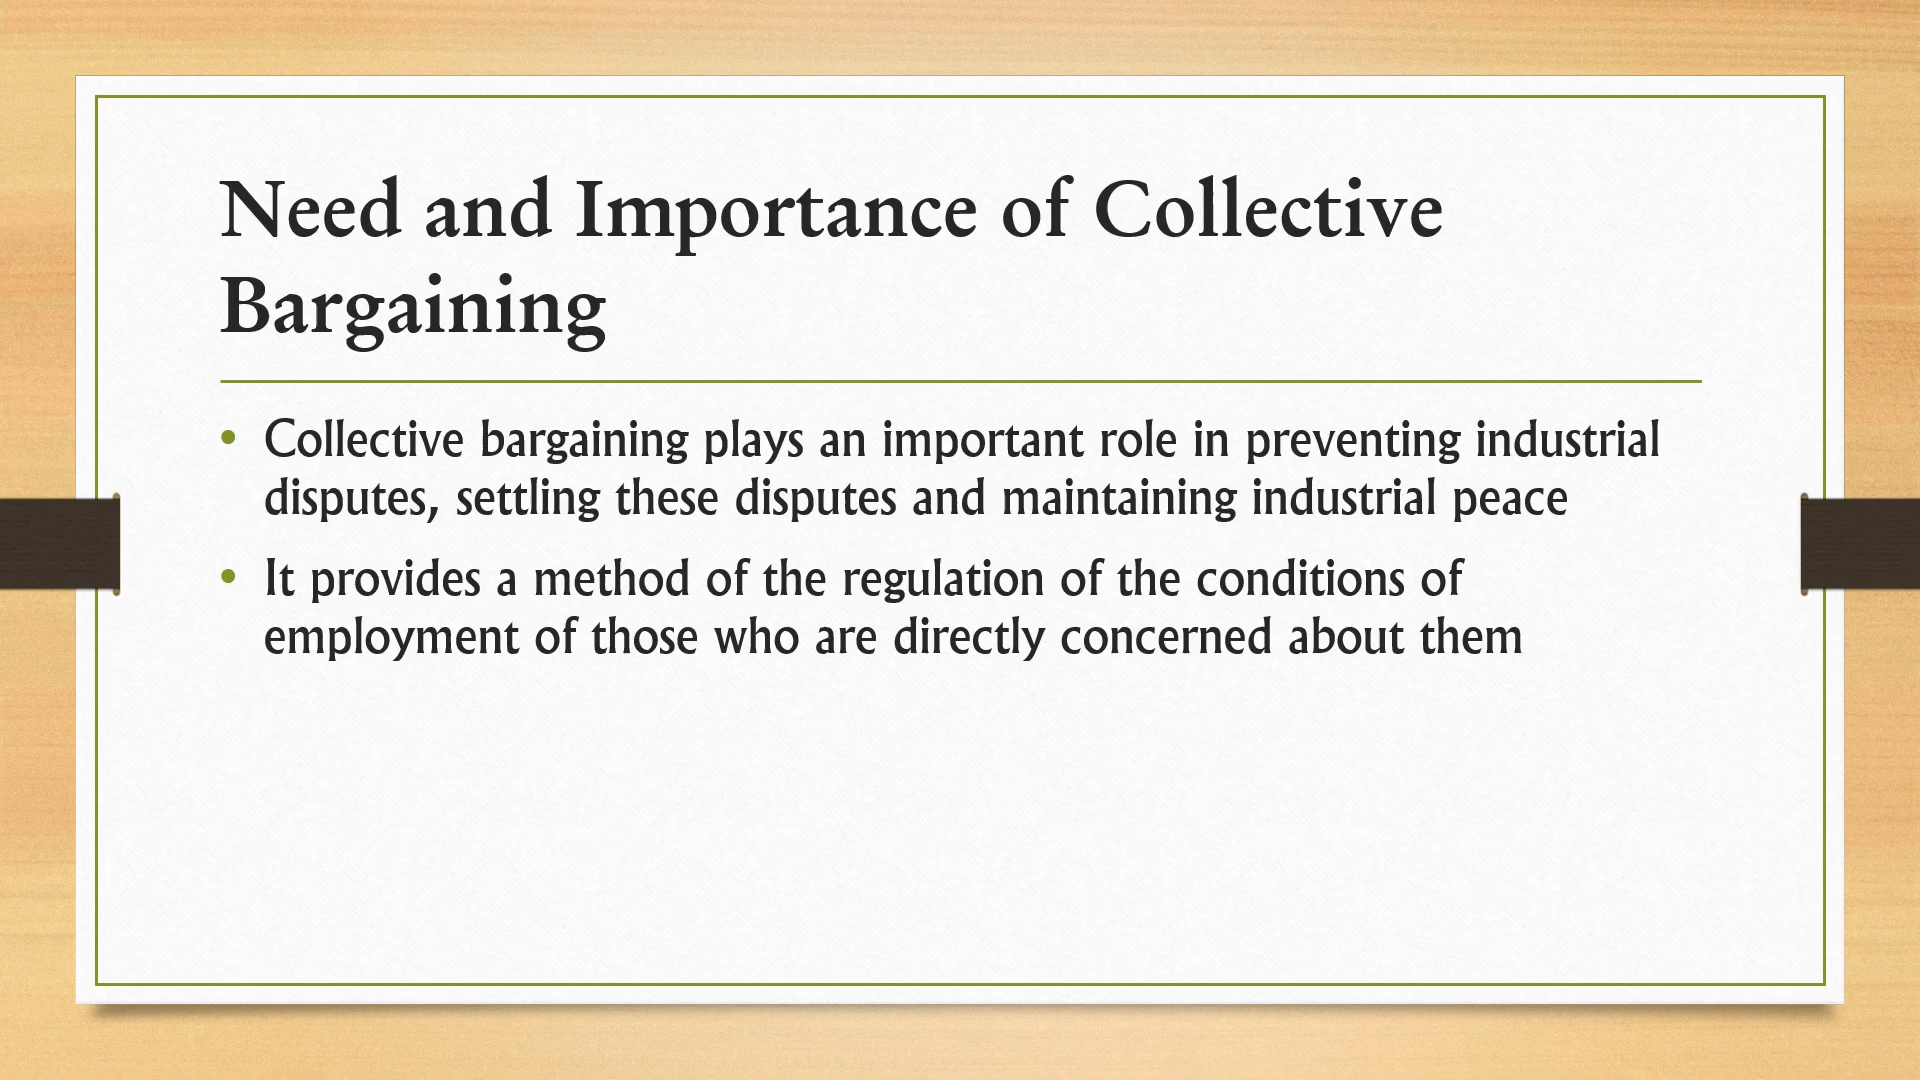 Need and Importance of Collective
Bargaining
• Collective bargaining plays an important role in preventing industrial
disputes, settling these disputes and maintaining industrial peace
• It provides a method of the regulation of the conditions of
employment of those who are directly concerned about them